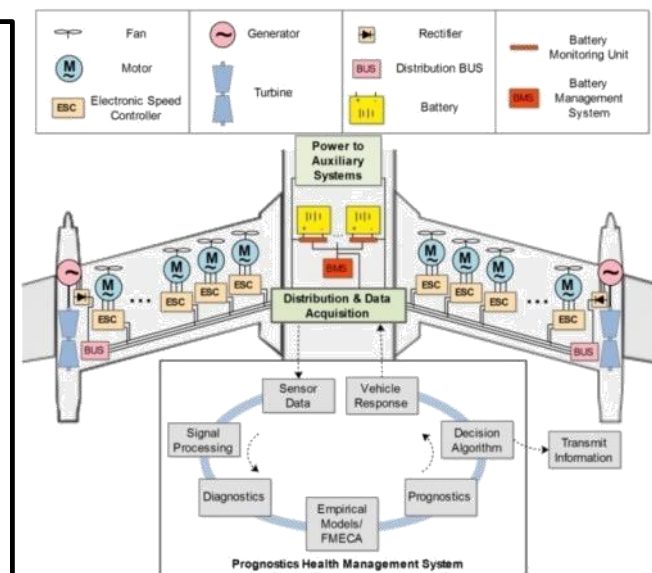 Fan
Motor
ESC
Electronic Speed
Controller
Generator
Turbine
Rectifier
BUS
Distribution BUS
Battery
Battery
Monitoring Unit
BMS
Battery
Management
System
Power to
Auxiliary
Systems
M
M
M
M
M
M
M
M
ESC
ESC
ESC
ESC
ESC
ESC
ESC
ESC
BMS
Distribution & Data
Acquisition
BUS
BUS
Sensor
Data
Vehicle
Response
Signal
Processing
Decision
Algorithm
Transmit
Information
Diagnostics
Prognostics
Empirical
Models/
FMECA
Prognostics Health Management System